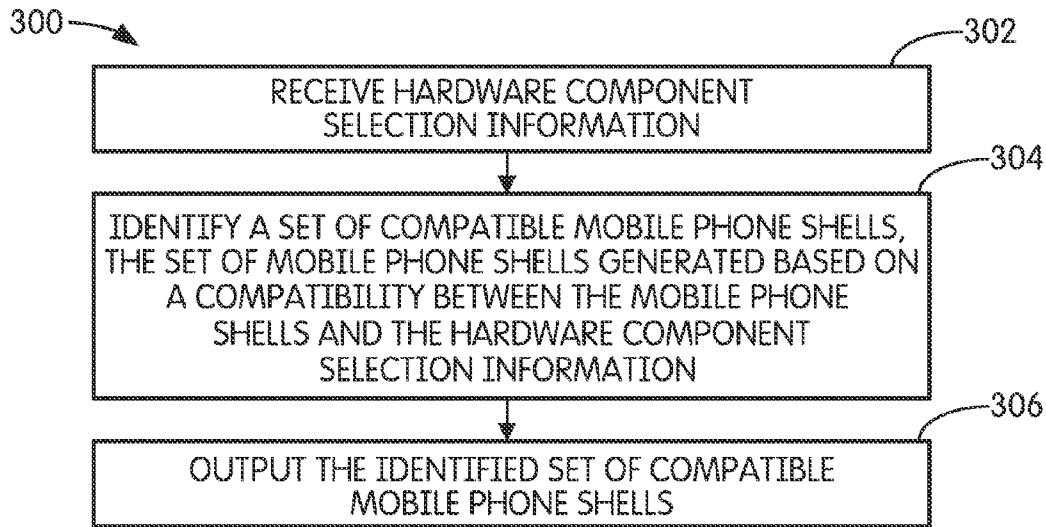 300
302
RECEIVE HARDWARE COMPONENT
SELECTION INFORMATION
304
IDENTIFY A SET OF COMPATIBLE MOBILE PHONE SHELLS,
THE SET OF MOBILE PHONE SHELLS GENERATED BASED ON
A COMPATIBILITY BETWEEN THE MOBILE PHONE
SHELLS AND THE HARDWARE COMPONENT
SELECTION INFORMATION
306
OUTPUT THE IDENTIFIED SET OF COMPATIBLE
MOBILE PHONE SHELLS